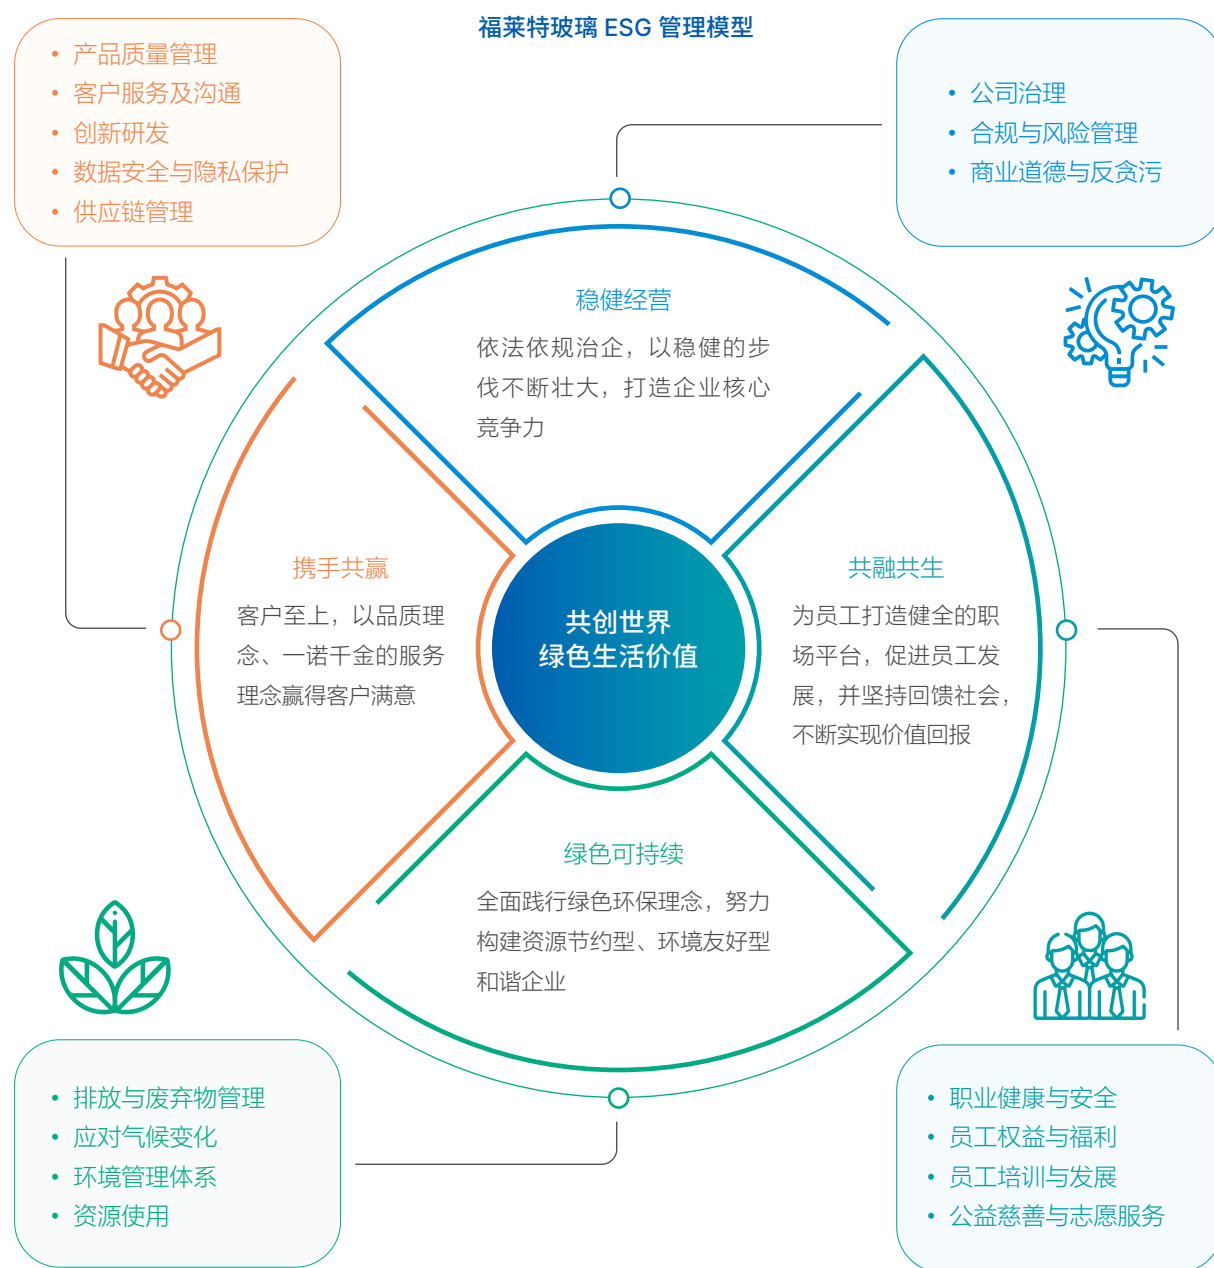 福莱特玻璃 ESG 管理模型
• 产品质量管理
• 客户服务及沟通
• 创新研发
• 数据安全与隐私保护
• 供应链管理
• 公司治理
• 合规与风险管理
• 商业道德与反贪污
稳健经营
依法依规治企，以稳健的步
伐不断壮大，打造企业核心
竞争力
携手共赢
客户至上，以品质理
念、一诺千金的服务
理念赢得客户满意
共创世界
绿色生活价值
共融共生
为员工打造健全的职
场平台，促进员工发
展，并坚持回馈社会，
不断实现价值回报
绿色可持续
全面践行绿色环保理念，努力
构建资源节约型、环境友好型
和谐企业
• 排放与废弃物管理
• 应对气候变化
• 环境管理体系
• 资源使用
• 职业健康与安全
• 员工权益与福利
• 员工培训与发展
• 公益慈善与志愿服务